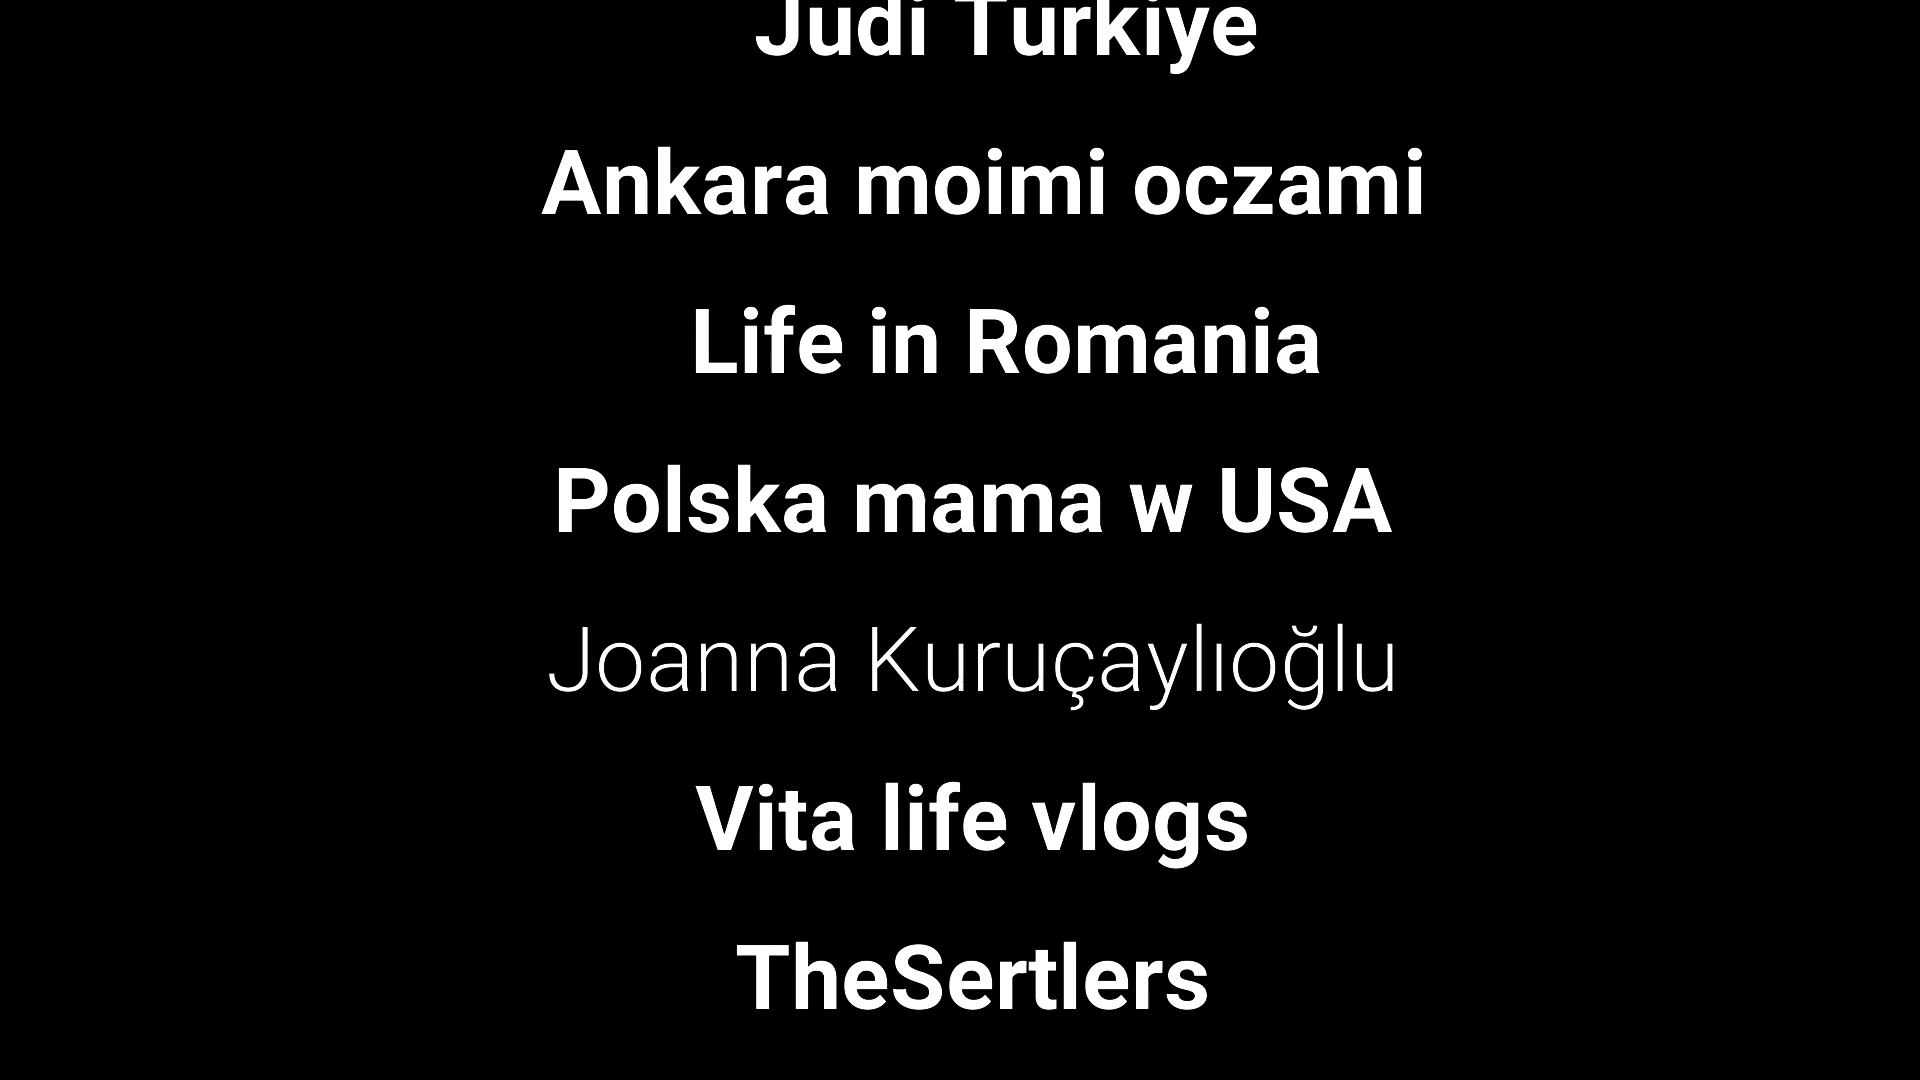 Judi Turkiye
Ankara moimi oczami
Life in Romania
Polska mama w USA
Joanna Kuruçaylıoğlu
Vita life vlogs
TheSertlers